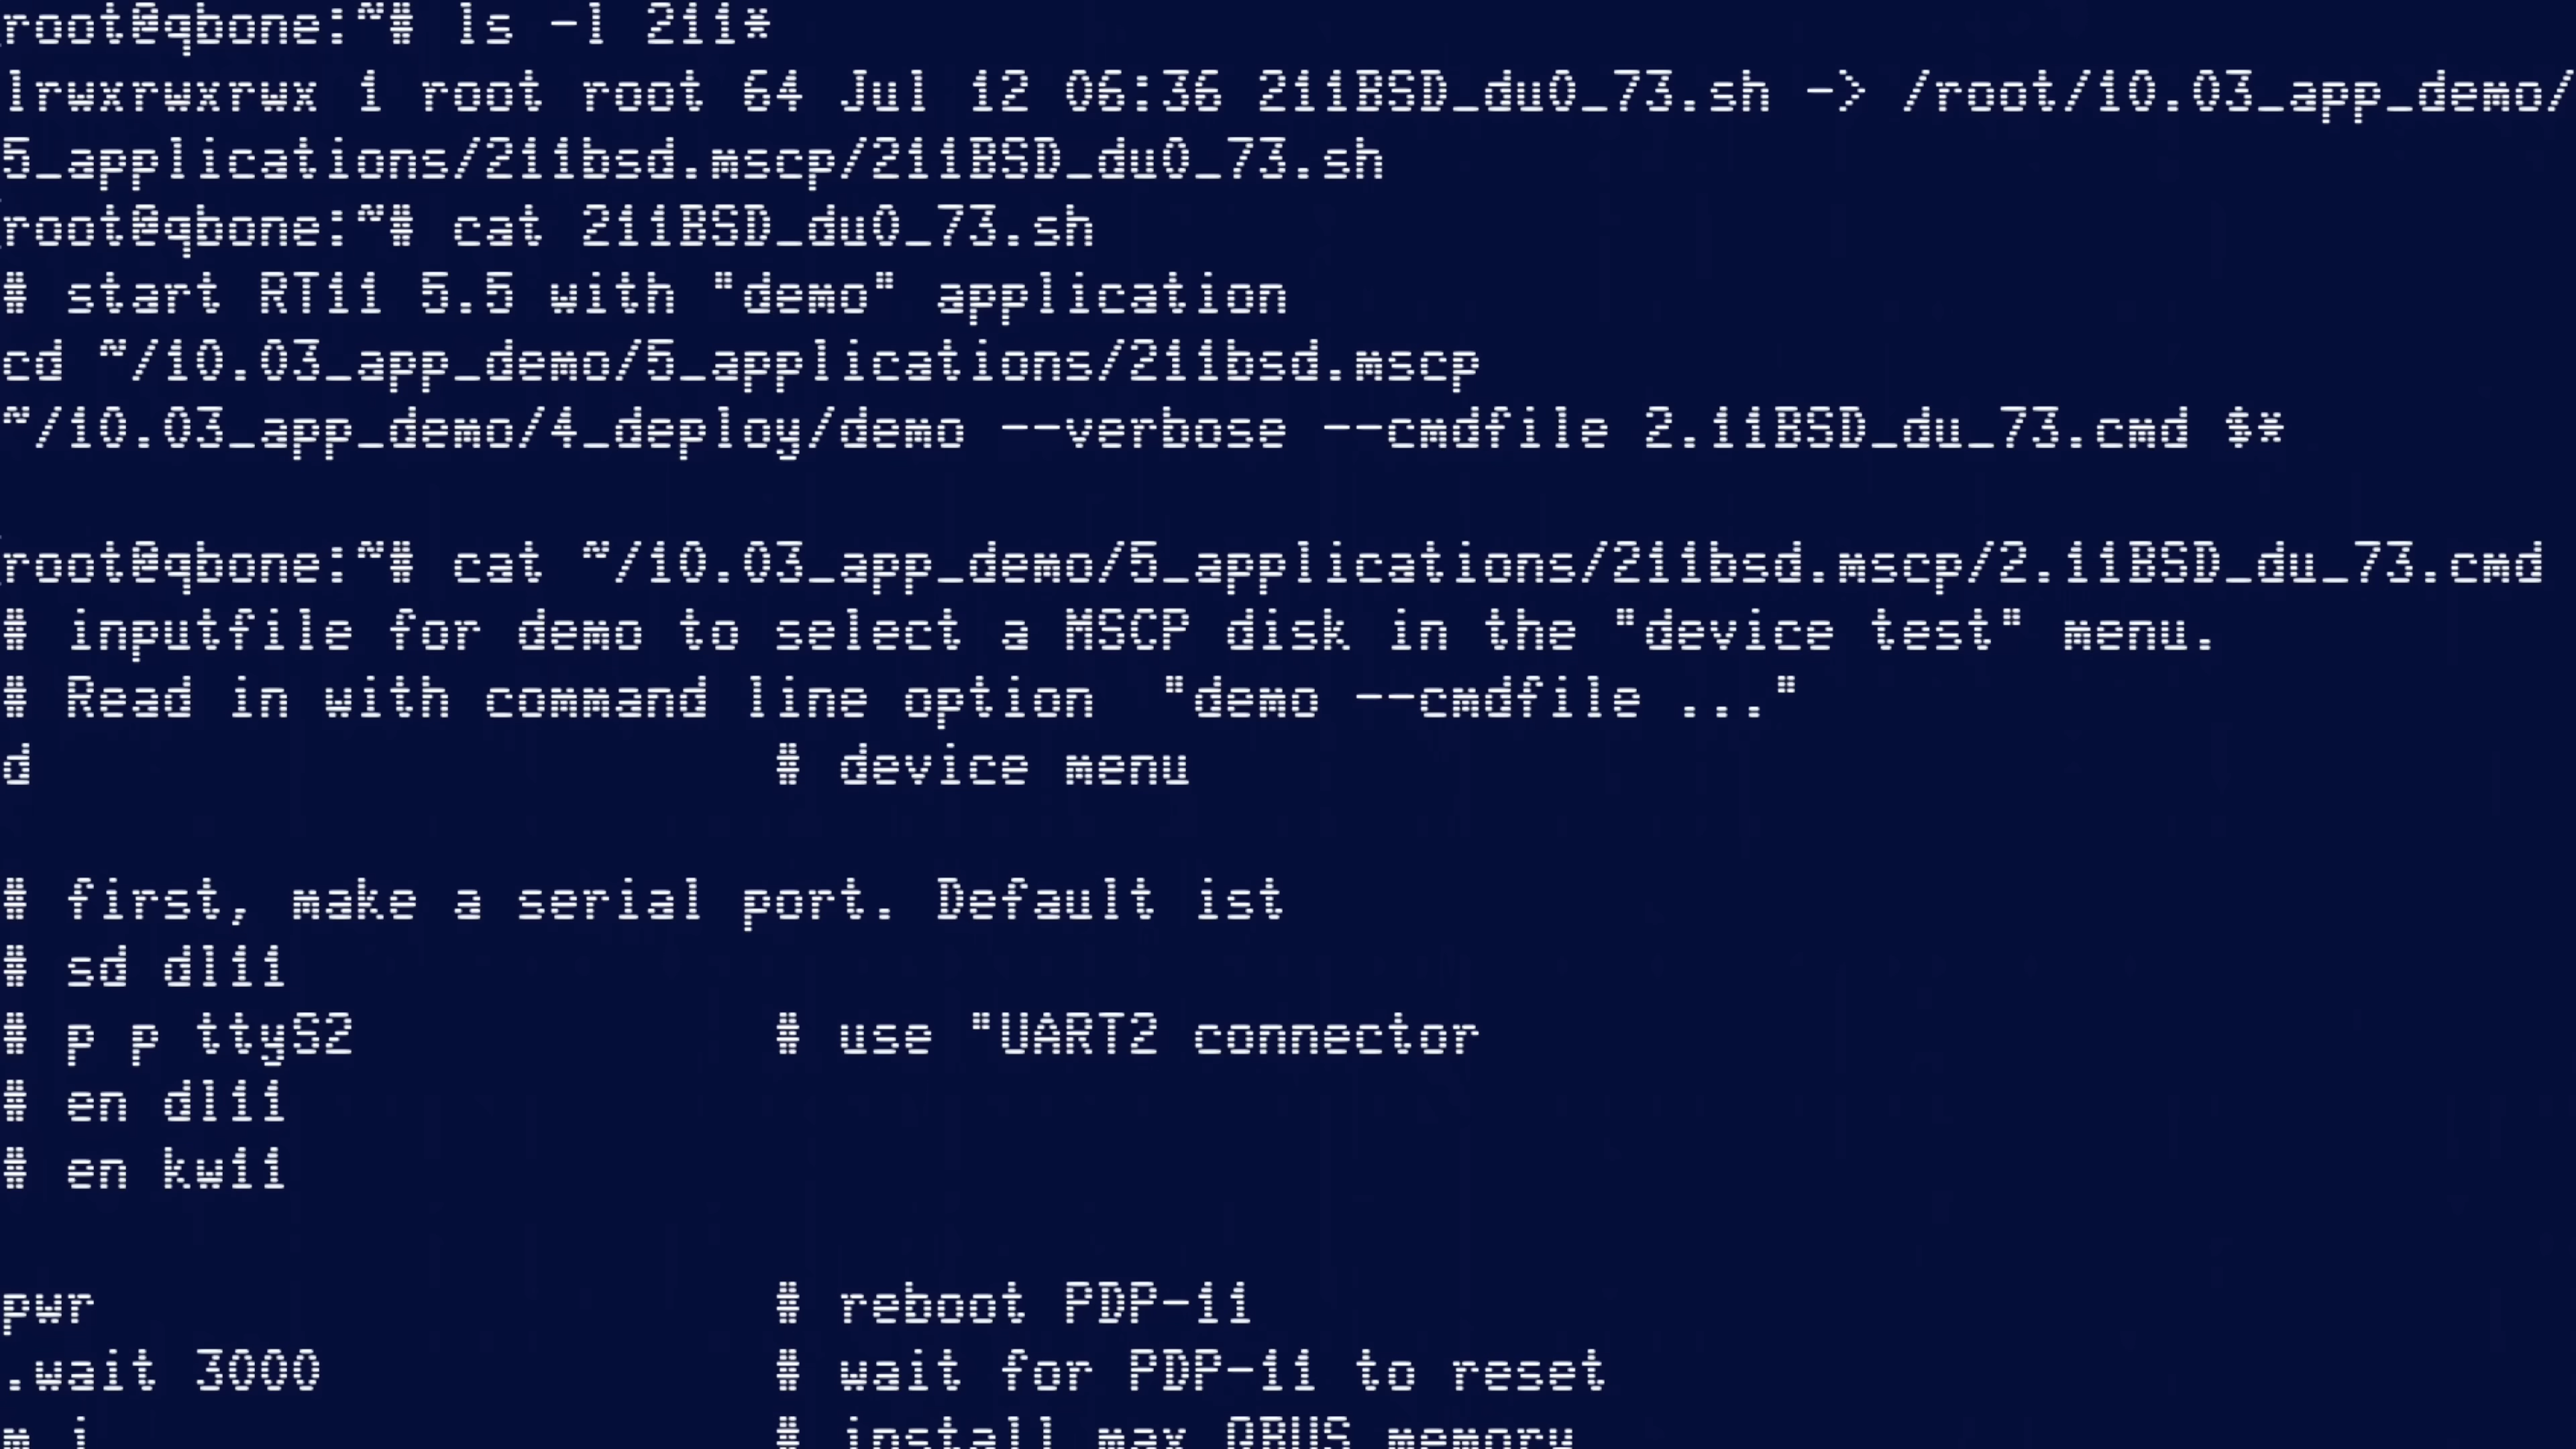 root@qbone:~# ls -l 211*
lrwxrwxrwx 1 root root 64 Jul 12 06:36 211BSD_du0_73.sh -> /root/10.03_app_demo/
5_applications/211bsd.mscp/211BSD_du0_73.sh
root@qbone:~# cat 211BSD_du0_73.sh
# start RT11 5.5 with "demo" application
cd ~/10.03_app_demo/5_applications/211bsd.mscp
~/10.03_app_demo/4_deploy/demo --verbose --cmdfile 2.11BSD_du_73.cmd $*
root@qbone:~# cat ~/10.03_app_demo/5_applications/211bsd.mscp/2.11BSD_du_73.cmd
# inputfile for demo to select a MSCP disk in the "device test" menu.
# Read in with command line option  "demo --cmdfile ..."
d                       # device menu
# first, make a serial port. Default ist
# sd dl11
# p p ttyS2             # use "UART2 connector
# en dl11
# en kw11
pwr                     # reboot PDP-11
.wait 3000              # wait for PDP-11 to reset
m i                     # install max QBUS memory